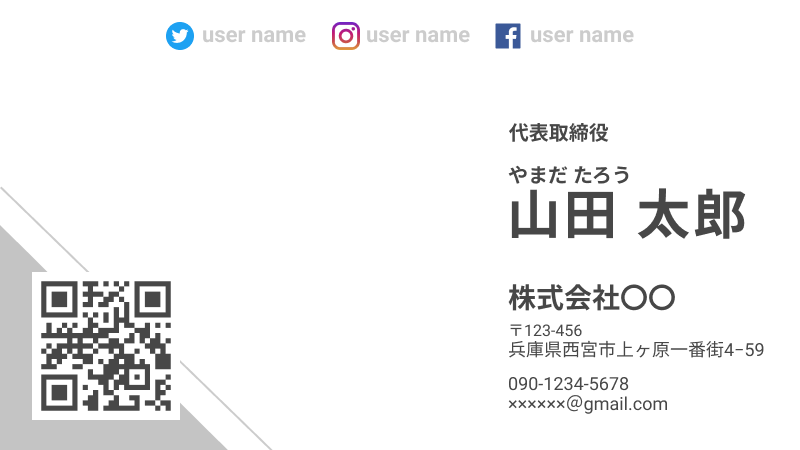 user name user name user name
代表取締役
やまだ たろう
山田 太郎
株式会社〇〇
〒123-456
兵庫県西宮市上ヶ原一番街4-59
090-1234-5678
××××××@gmail.com